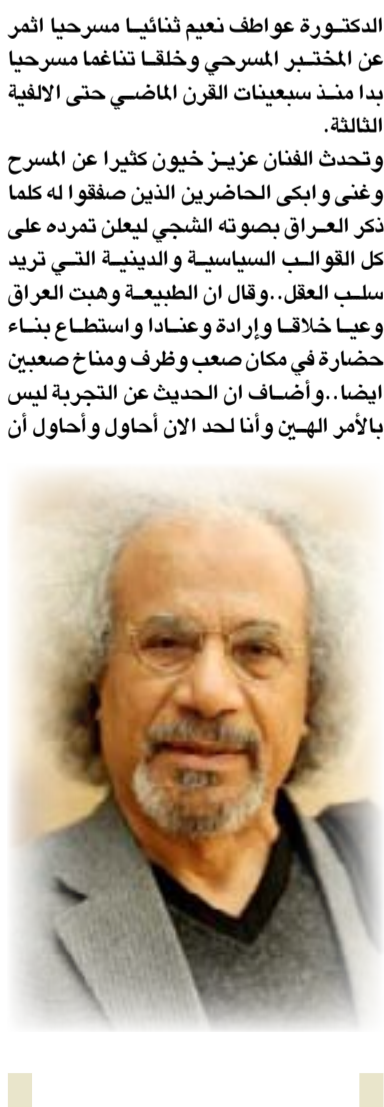 الدكتورة عواطف نعيم ثنائيا مسرحيا اثمر
عن المختبر المسرحي وخلقا تناغما مسرحيا
بدا منذ سبعينات القرن الماضي حتى الالفية
الثالثة.
وتحدث الفنان عزيز خيون كثيرا عن المسرح
وغنى وابكى الحاضرين الذين صفقوا له كلما
ذكر العراق بصوته الشجي ليعلن تمرده على
كل القوالب السياسية والدينية التي تريد
سلب العقل..وقال ان الطبيعة وهبت العراق
وعيا خلاقا وإرادة وعنادا واستطاع بناء
حضارة في مكان صعب وظرف ومناخ صعبين
ايضا..وأضاف ان الحديث عن التجربة ليس
بالأمر الهين وأنا لحد الان أحاول وأحاول أن